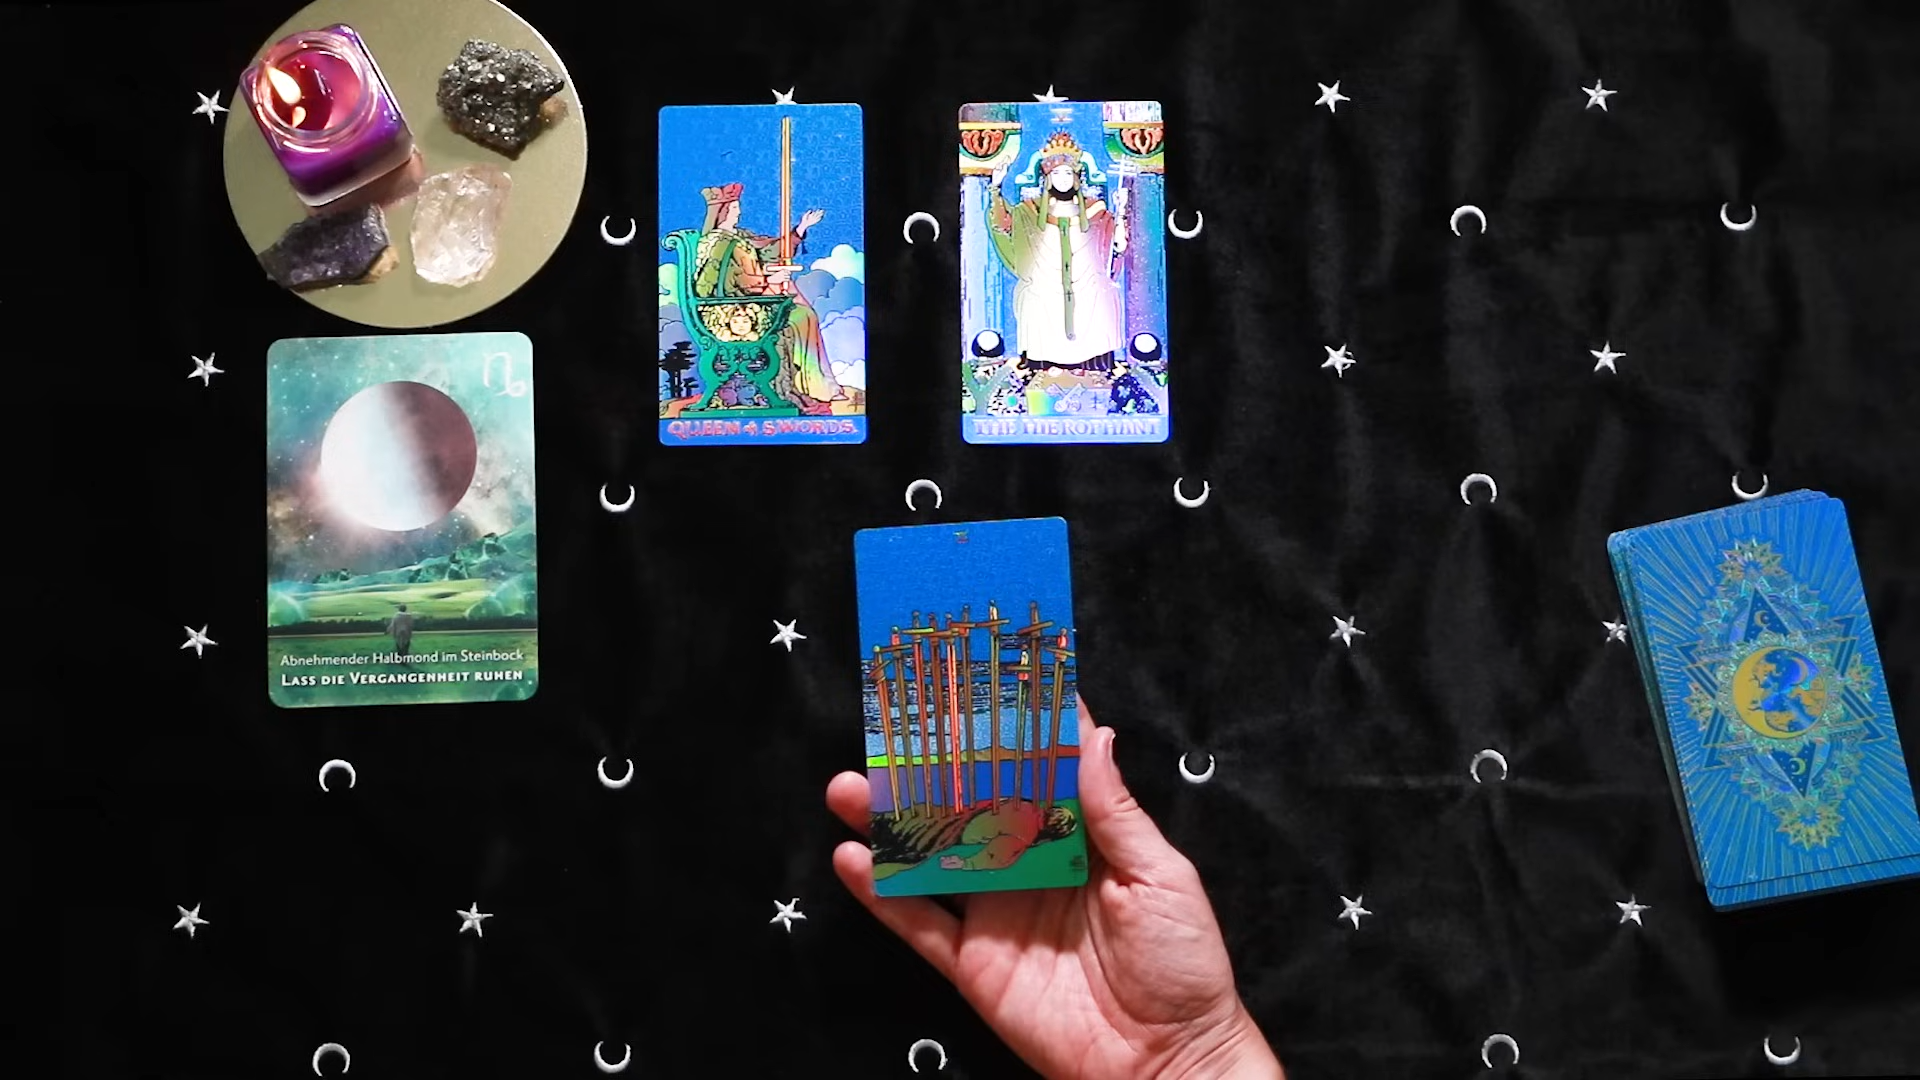 QUEEN of SWORDS.
V
THE HIEROPHANT
X
Abnehmender Halbmond im Steinbock
LASS DIE VERGANGENHEIT RUHEN